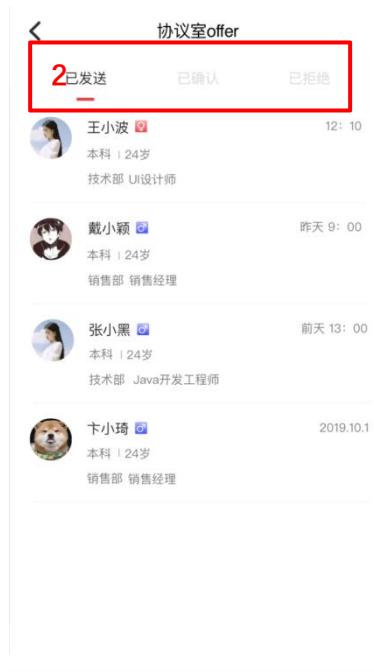 协议室offer
2已发送 已确认 已拒绝
王小波 12：10
本科 | 24岁
技术部 UI设计师
戴小颖 昨天 9：00
本科 | 24岁
销售部 销售经理
张小黑 前天 13：00
本科 | 24岁
技术部 Java开发工程师
卞小琦 2019.10.1
本科 | 24岁
销售部 销售经理